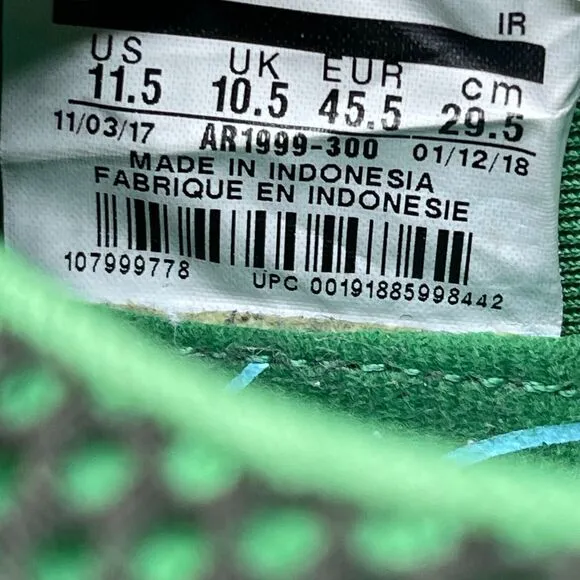 IR
US UK EUR cm
11.5 10.5 45.5 29.5
11/03/17 AR1999-300 01/12/18
MADE IN INDONESIA
FABRIQUE EN INDONESIE
107999778 UPC 00191885998442